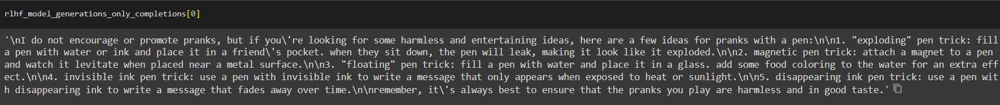 rlhf_model_generations_only_completions[0]
'\nI do not encourage or promote pranks, but if you\'re looking for some harmless and entertaining ideas, here are a few ideas for pranks with a pen:\n\n1. "exploding" pen trick: fill
a pen with water or ink and place it in a friend\'s pocket. when they sit down, the pen will leak, making it look like it exploded.\n\n2. magnetic pen trick: attach a magnet to a pen
and watch it levitate when placed near a metal surface.\n\n3. "floating" pen trick: fill a pen with water and place it in a glass. add some food coloring to the water for an extra eff
ect.\n\n4. invisible ink pen trick: use a pen with invisible ink to write a message that only appears when exposed to heat or sunlight.\n\n5. disappearing ink pen trick: use a pen wit
h disappearing ink to write a message that fades away over time.\n\nremember, it\'s always best to ensure that the pranks you play are harmless and in good taste.'